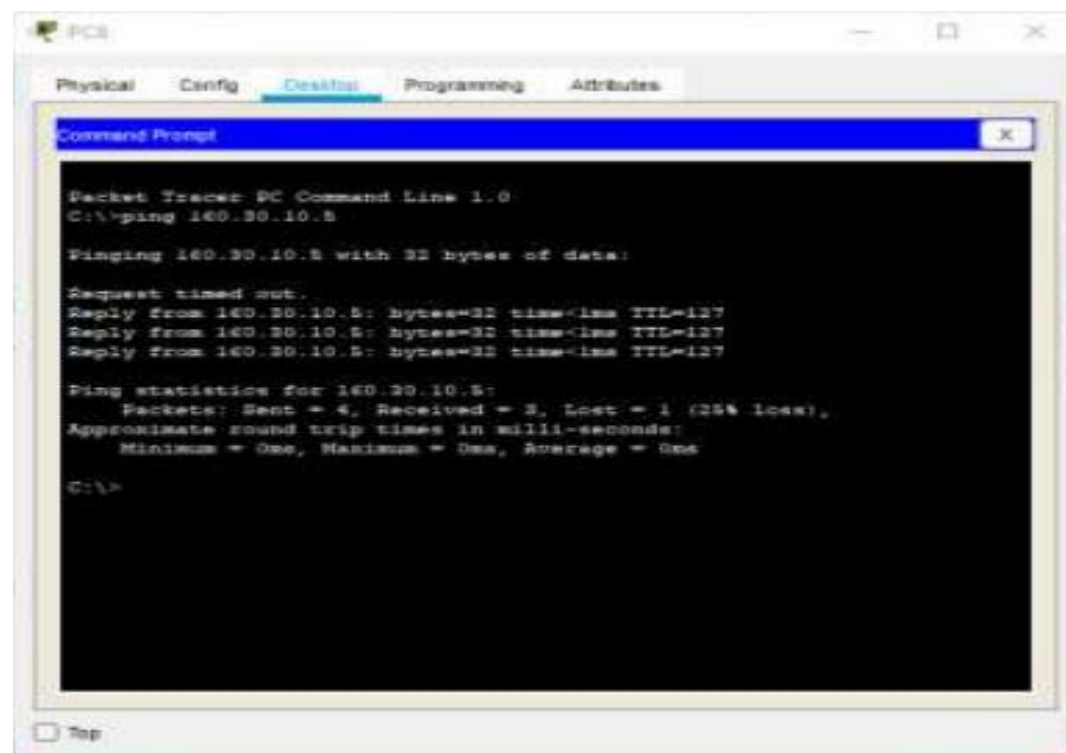 Physical Config Desktop Programming Attributes
Command Prompt
X
Packet Tracer PC Command Line 1.0
C:\>ping 160.30.10.5
Pinging 160.30.10.5 with 32 bytes of data:
Request timed out.
Reply from 160.30.10.5: bytes=32 time<1ms TTL=127
Reply from 160.30.10.5: bytes=32 time<1ms TTL=127
Reply from 160.30.10.5: bytes=32 time<1ms TTL=127
Ping statistics for 160.30.10.5:
Packets: Sent = 4, Received = 3, Lost = 1 (25% loss),
Approximate round trip times in milli-seconds:
Minimum = 0ms, Maximum = 0ms, Average = 0ms
C:\>
Top